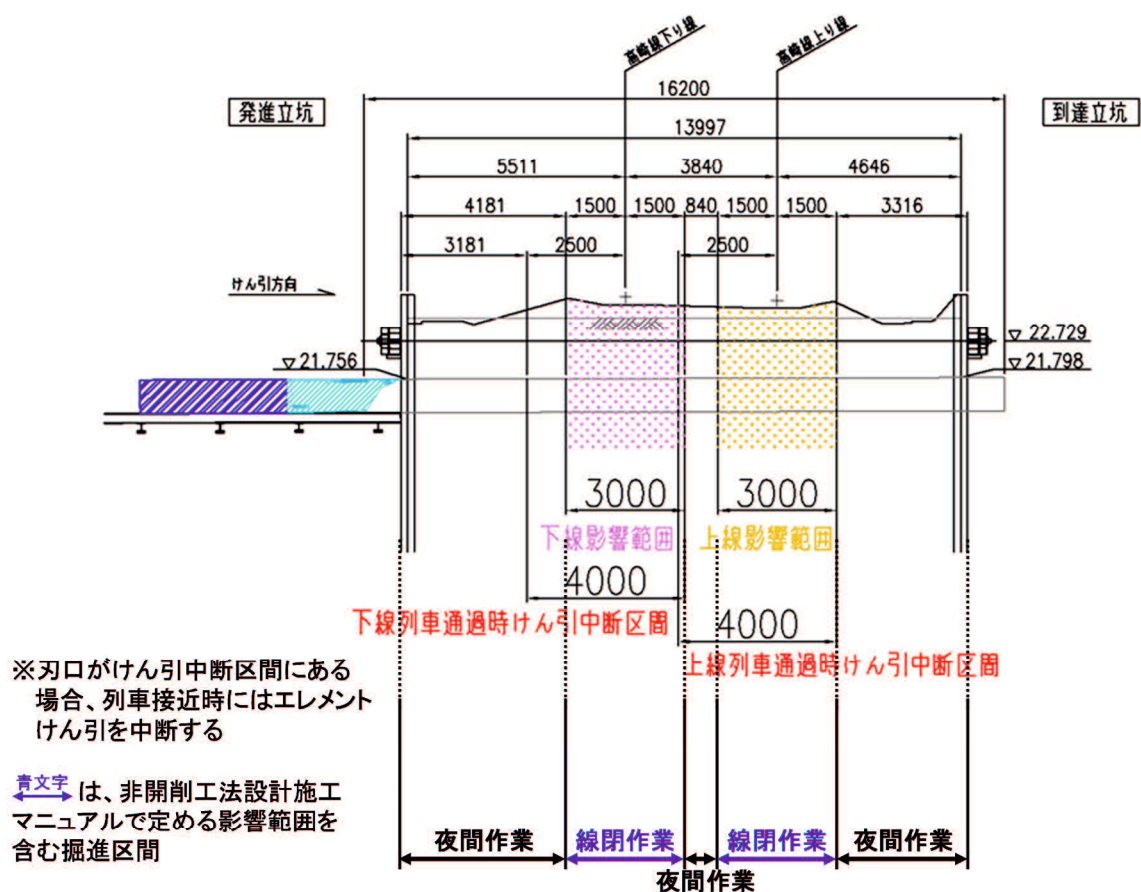 高崎線下り線
高崎線上り線
16200
発進立坑
到達立坑
13997
5511
3840
4646
4181
1500
1500
840
1500
1500
3316
3181
2500
2500
けん引方向
▽ 22.729
▽ 21.756
▽ 21.798
3000
3000
下線影響範囲
上線影響範囲
4000
下線列車通過時けん引中断区間
4000
上線列車通過時けん引中断区間
※刃口がけん引中断区間にある
場合、列車接近時にはエレメント
けん引を中断する
青文字 は、非開削工法設計施工
マニュアルで定める影響範囲を
含む掘進区間
夜間作業
線閉作業
線閉作業
夜間作業
夜間作業